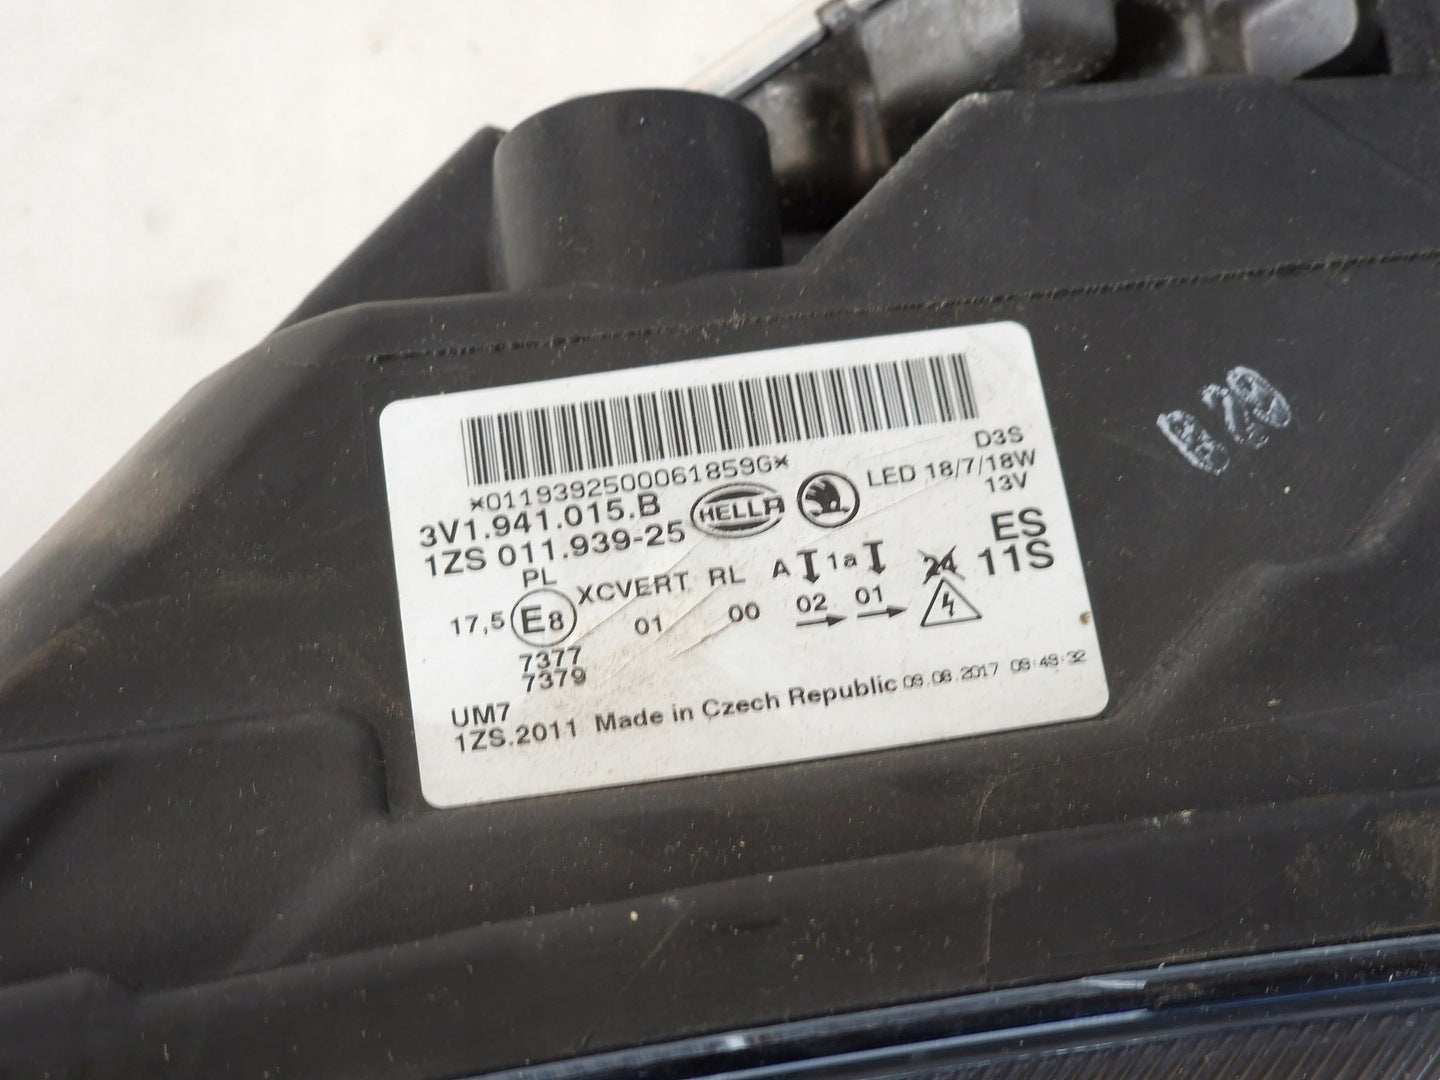 *01193925000061859G*
D3S
3V1.941.015.B HELLA LED 18/7/18W
1ZS 011.939-25 13V
PL XCVERT RL A 1a 24 ES
17,5 E8 01 00 02 01 11S
7377
7379
UM7
1ZS.2011 Made in Czech Republic 09.08.2017 09:49:32